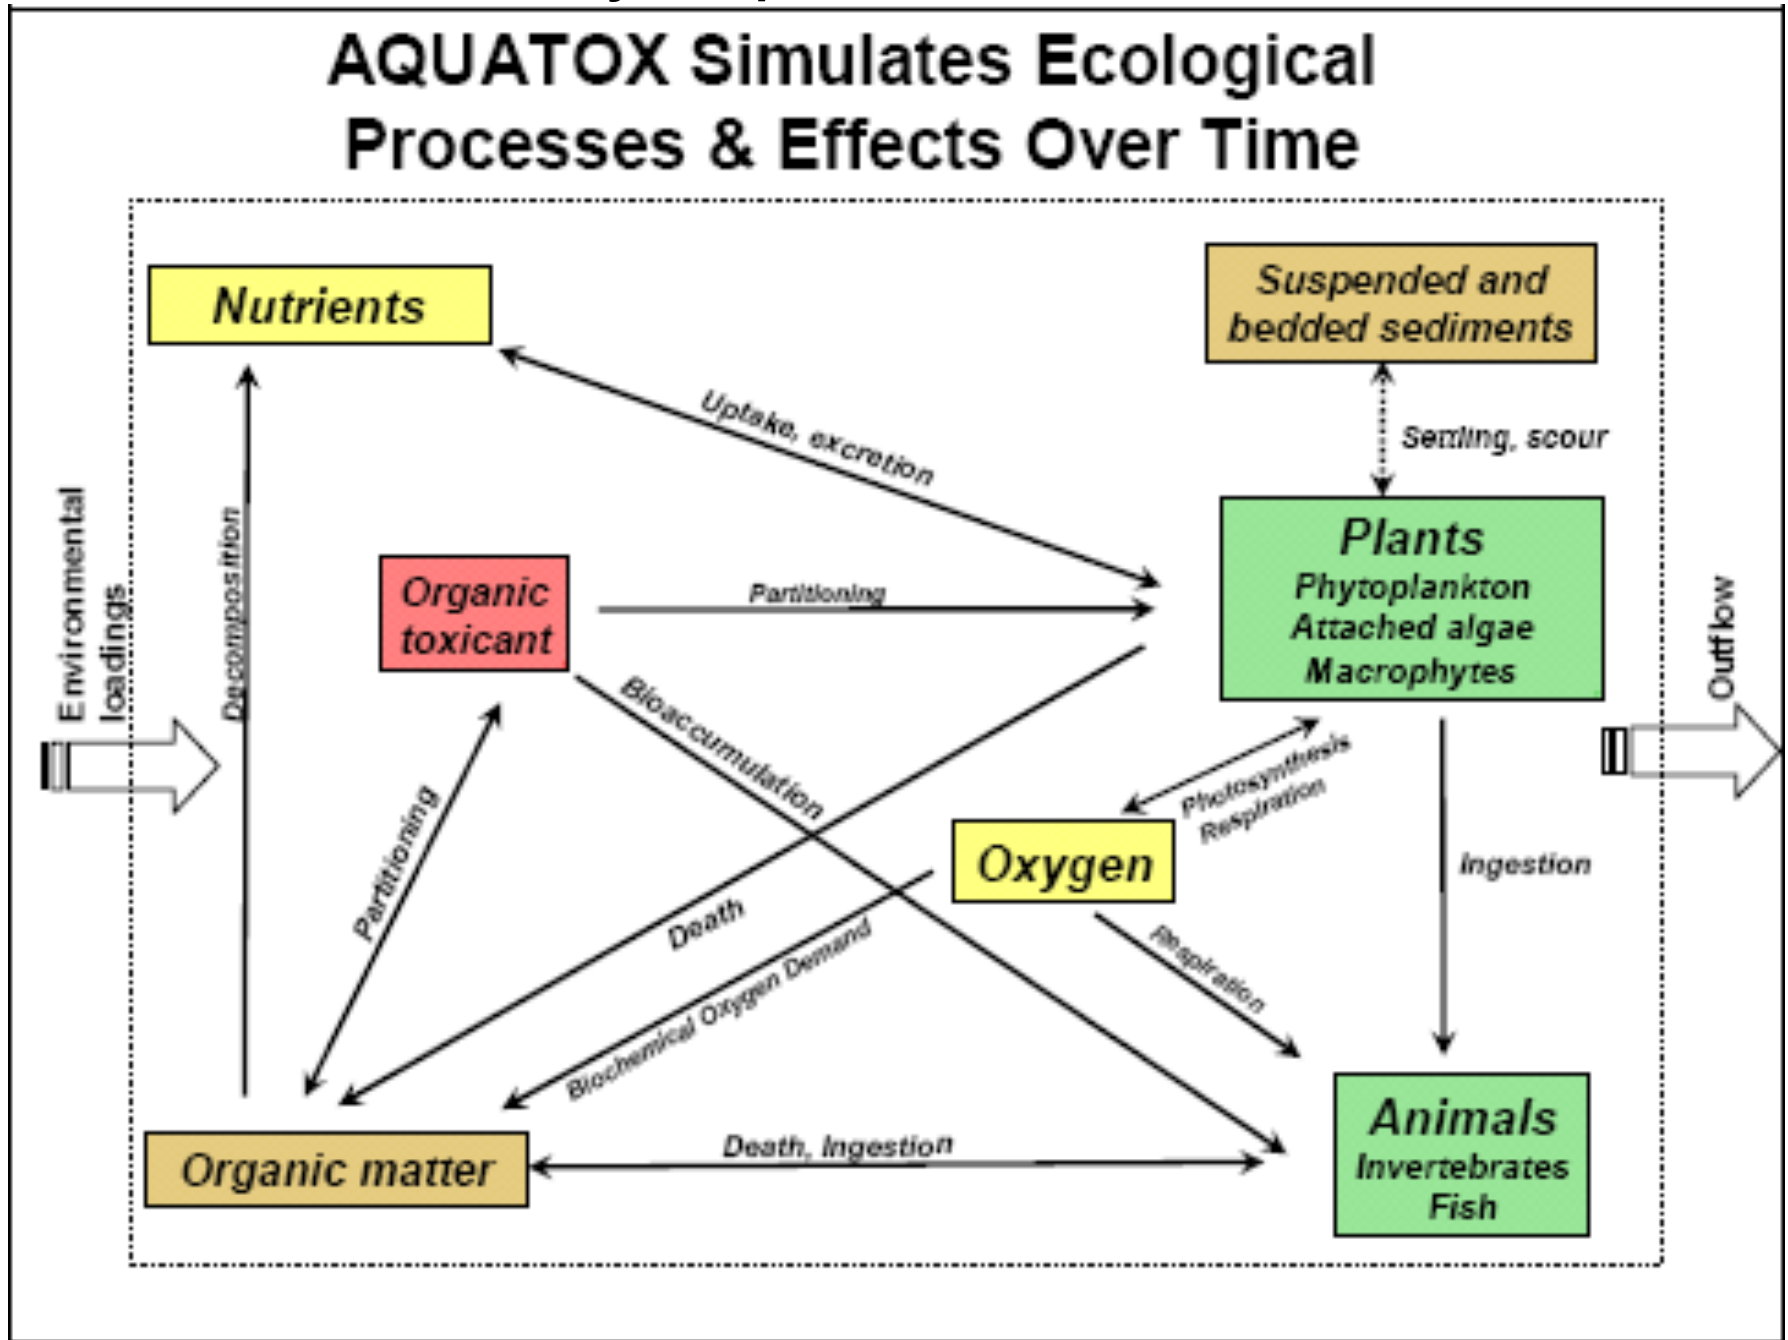 AQUATOX Simulates Ecological
Processes & Effects Over Time
Nutrients
Suspended and
bedded sediments
Uptake, excretion
Settling, scour
Environmental
loadings
Decomposition
Organic
toxicant
Partitioning
Plants
Phytoplankton
Attached algae
Macrophytes
Outflow
Bioaccumulation
Photosynthesis
Respiration
Partitioning
Oxygen
Ingestion
Death
Biochemical Oxygen Demand
Respiration
Organic matter
Death, Ingestion
Animals
Invertebrates
Fish